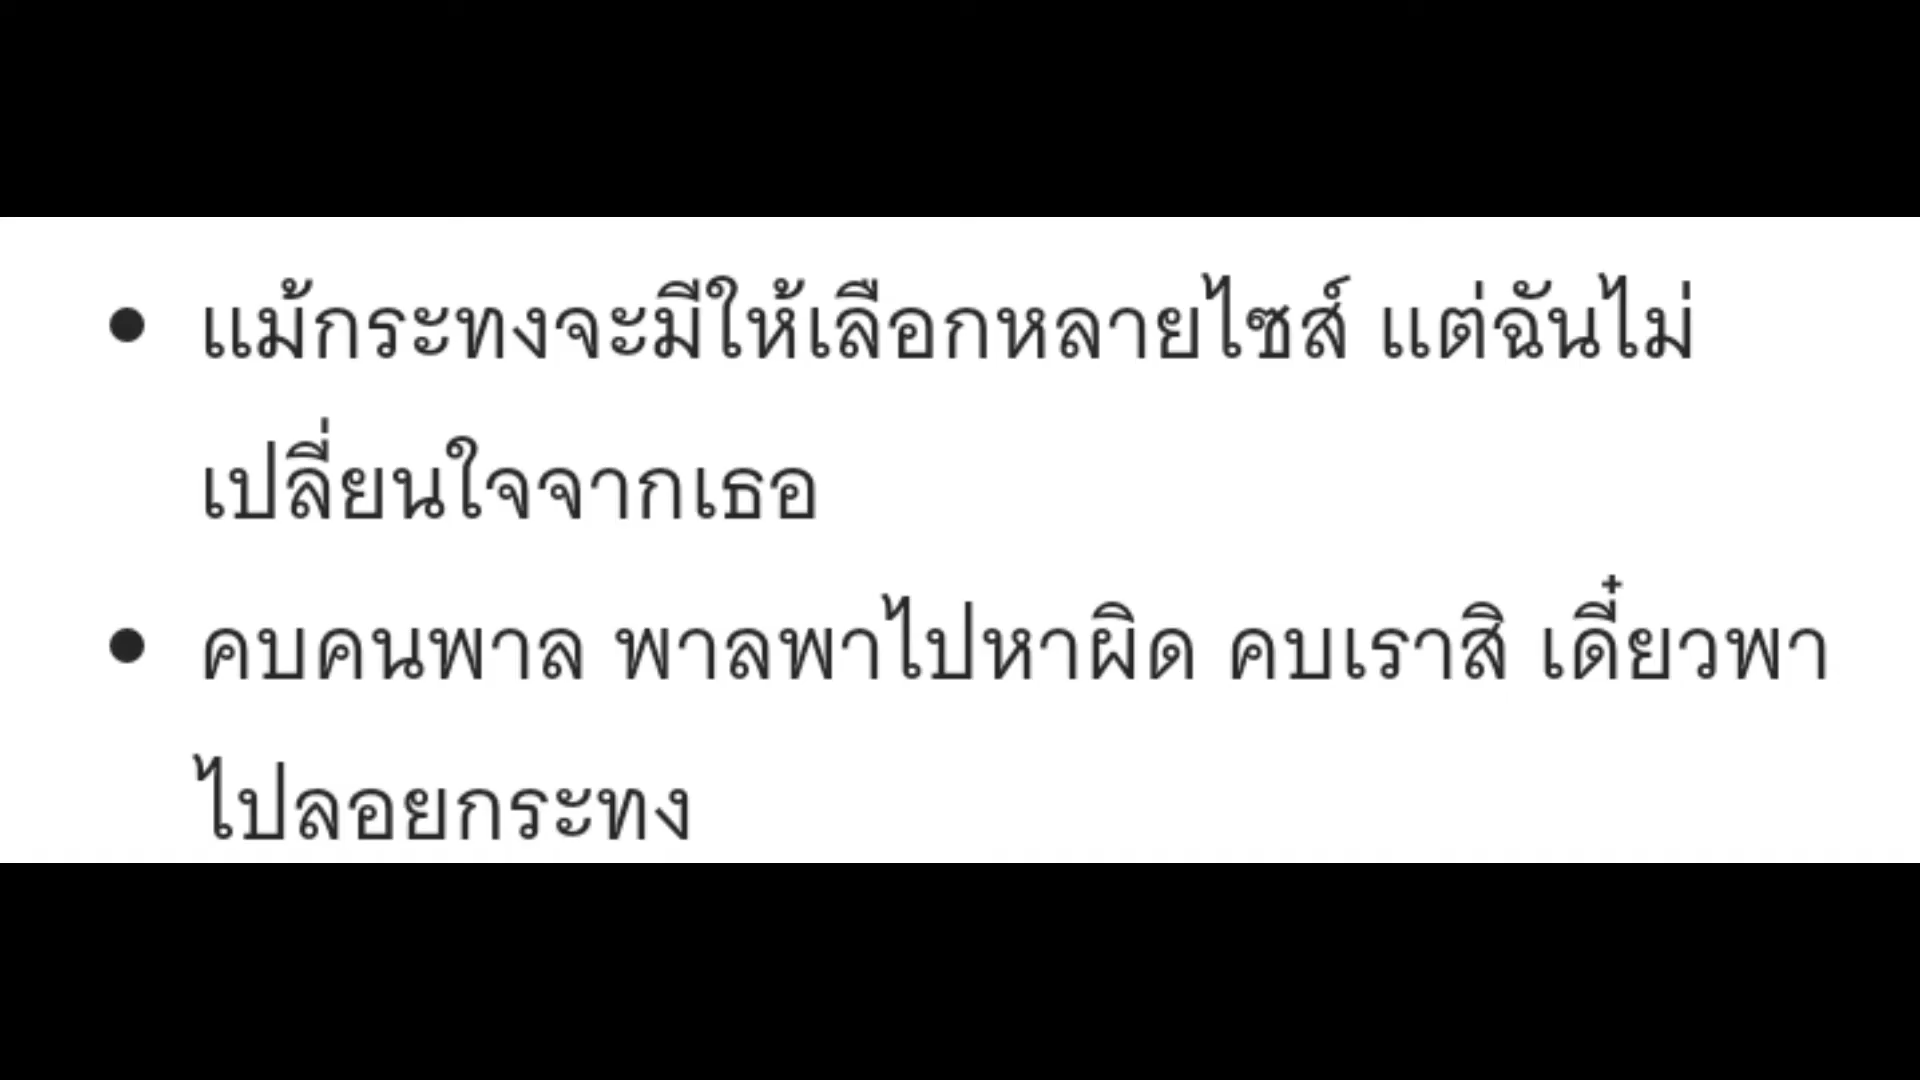 • แม้กระทงจะมีให้เลือกหลายไซส์ แต่ฉันไม่
เปลี่ยนใจจากเธอ
• คบคนพาล พาลพาไปหาผิด คบเราสิ เดี๋ยวพา
ไปลอยกระทง